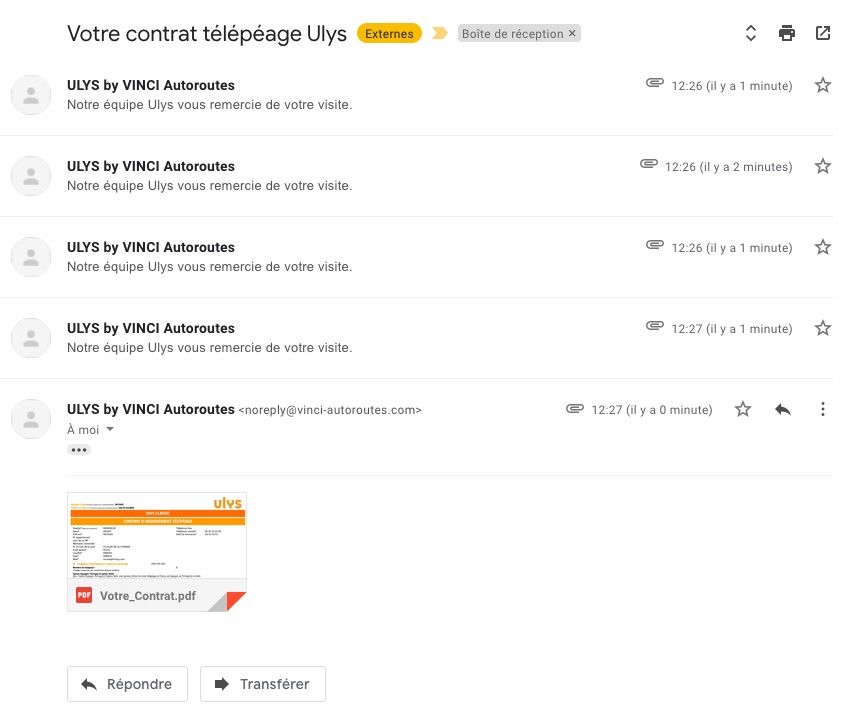 Votre contrat télépéage Ulys Externes Boîte de réception ×
ULYS by VINCI Autoroutes 12:26 (il y a 1 minute)
Notre équipe Ulys vous remercie de votre visite.
ULYS by VINCI Autoroutes 12:26 (il y a 2 minutes)
Notre équipe Ulys vous remercie de votre visite.
ULYS by VINCI Autoroutes 12:26 (il y a 1 minute)
Notre équipe Ulys vous remercie de votre visite.
ULYS by VINCI Autoroutes 12:27 (il y a 1 minute)
Notre équipe Ulys vous remercie de votre visite.
ULYS by VINCI Autoroutes <noreply@vinci-autoroutes.com> 12:27 (il y a 0 minute)
À moi
ulys
ULYS CLASSIC
CONTRAT D'ABONNEMENT TÉLÉPÉAGE
PDF Votre_Contrat.pdf
Répondre Transférer